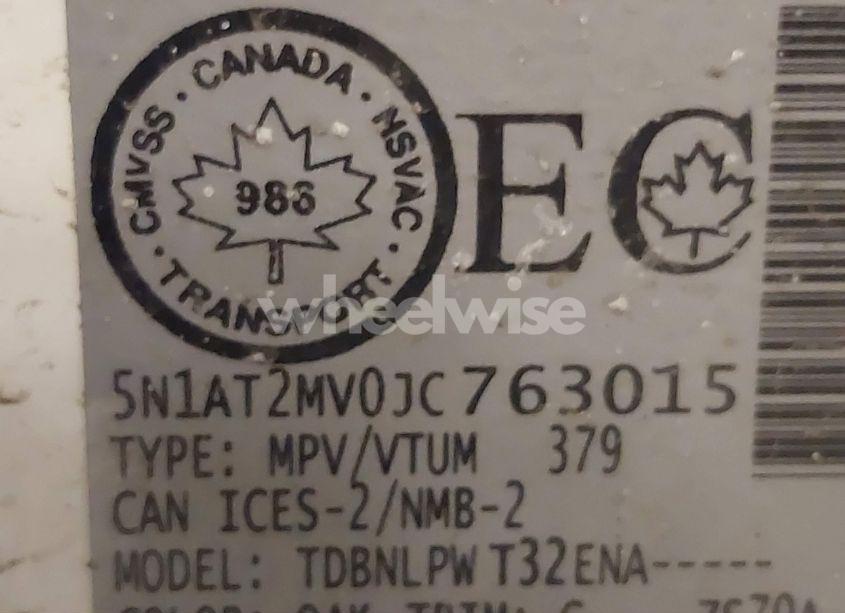 CMVSS · CANADA · NSVAC · TRANSPORT ·
986
EC
wheelwise
5N1AT2MV0JC763015
TYPE: MPV/VTUM 379
CAN ICES-2/NMB-2
MODEL: TDBNLPW T32ENA-----